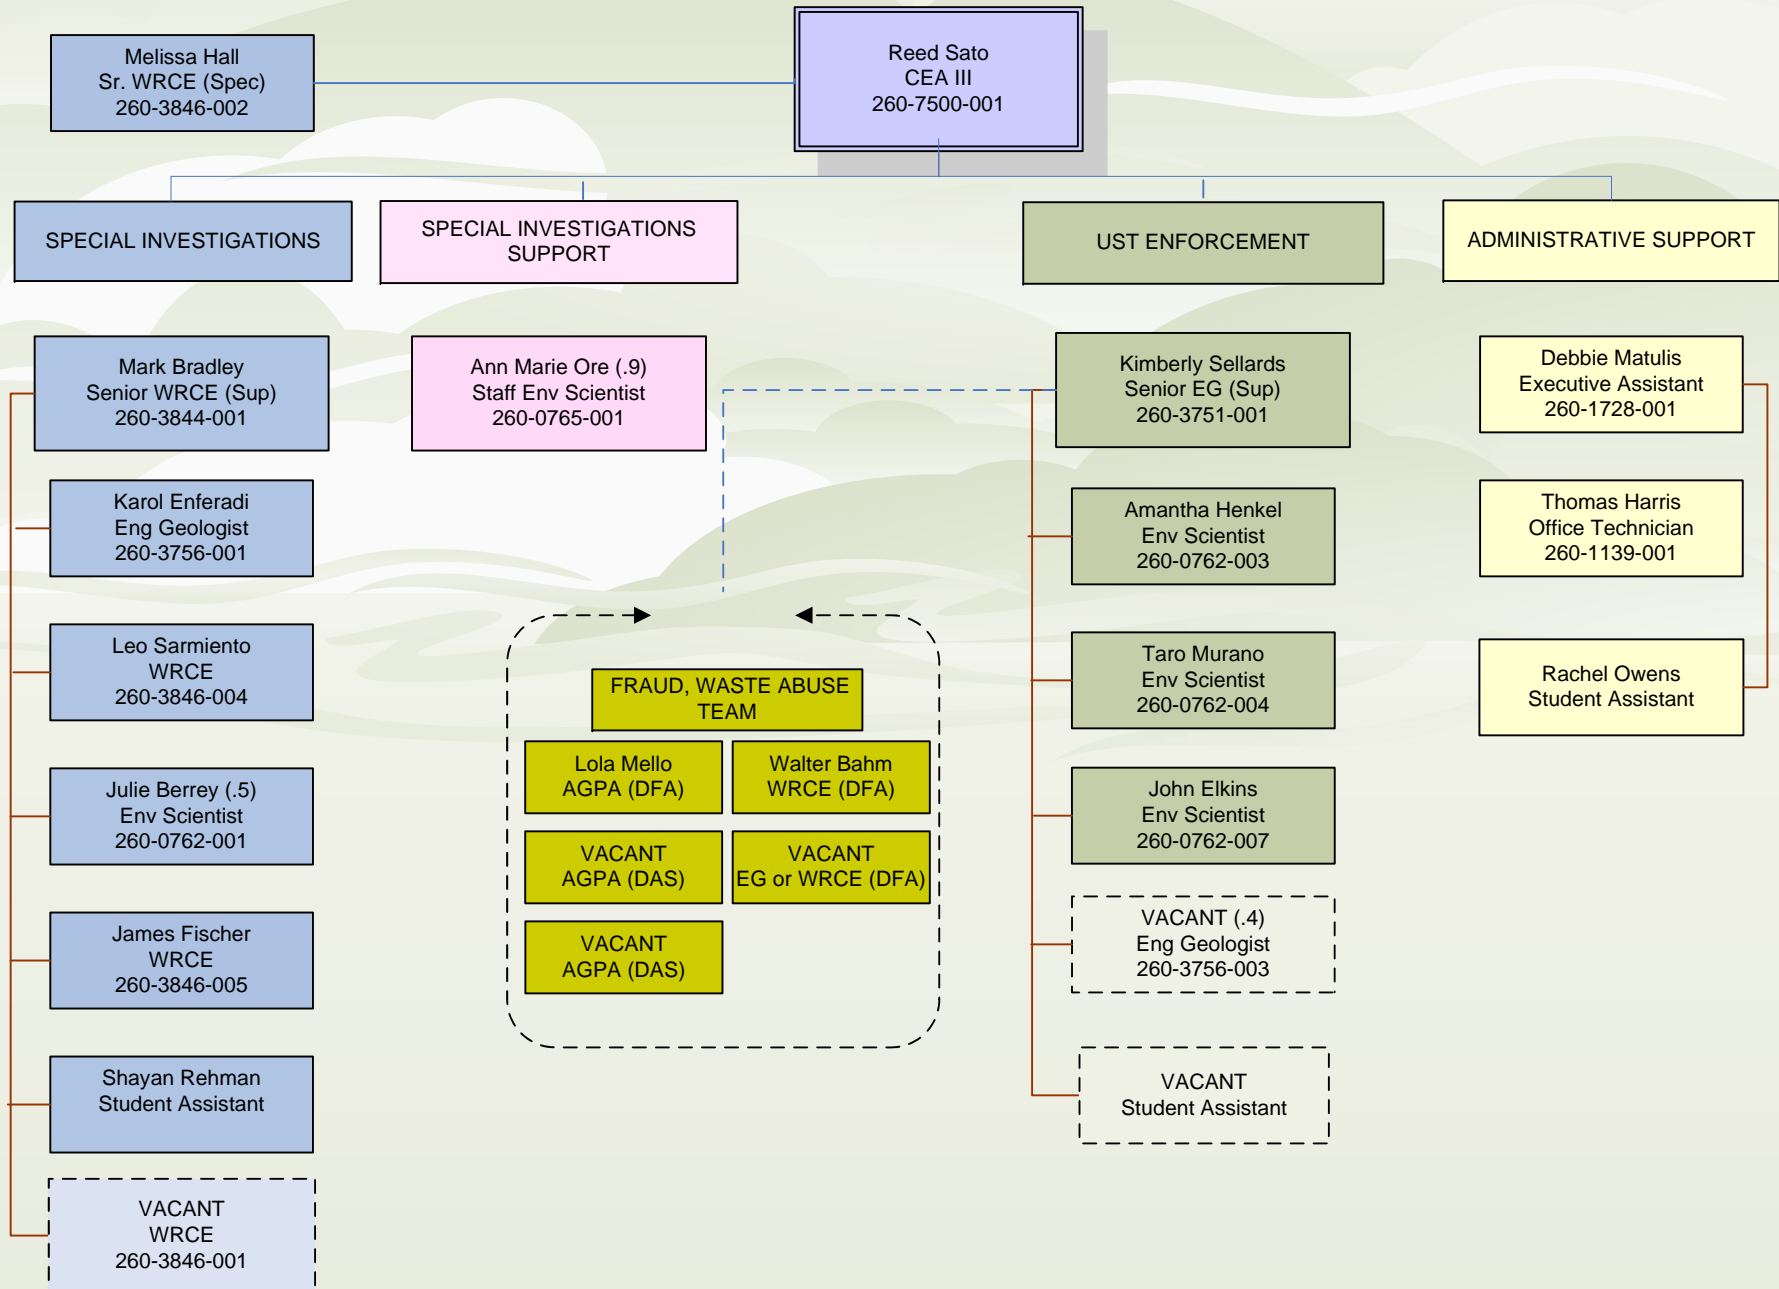 Melissa Hall
Sr. WRCE (Spec)
260-3846-002
Reed Sato
CEA III
260-7500-001
SPECIAL INVESTIGATIONS
SPECIAL INVESTIGATIONS
SUPPORT
UST ENFORCEMENT
ADMINISTRATIVE SUPPORT
Mark Bradley
Senior WRCE (Sup)
260-3844-001
Karol Enferadi
Eng Geologist
260-3756-001
Leo Sarmiento
WRCE
260-3846-004
Julie Berrey (.5)
Env Scientist
260-0762-001
James Fischer
WRCE
260-3846-005
Shayan Rehman
Student Assistant
VACANT
WRCE
260-3846-001
Ann Marie Ore (.9)
Staff Env Scientist
260-0765-001
FRAUD, WASTE ABUSE
TEAM
Lola Mello
AGPA (DFA)
Walter Bahm
WRCE (DFA)
VACANT
AGPA (DAS)
VACANT
EG or WRCE (DFA)
VACANT
AGPA (DAS)
Kimberly Sellards
Senior EG (Sup)
260-3751-001
Amantha Henkel
Env Scientist
260-0762-003
Taro Murano
Env Scientist
260-0762-004
John Elkins
Env Scientist
260-0762-007
VACANT (.4)
Eng Geologist
260-3756-003
VACANT
Student Assistant
Debbie Matulis
Executive Assistant
260-1728-001
Thomas Harris
Office Technician
260-1139-001
Rachel Owens
Student Assistant